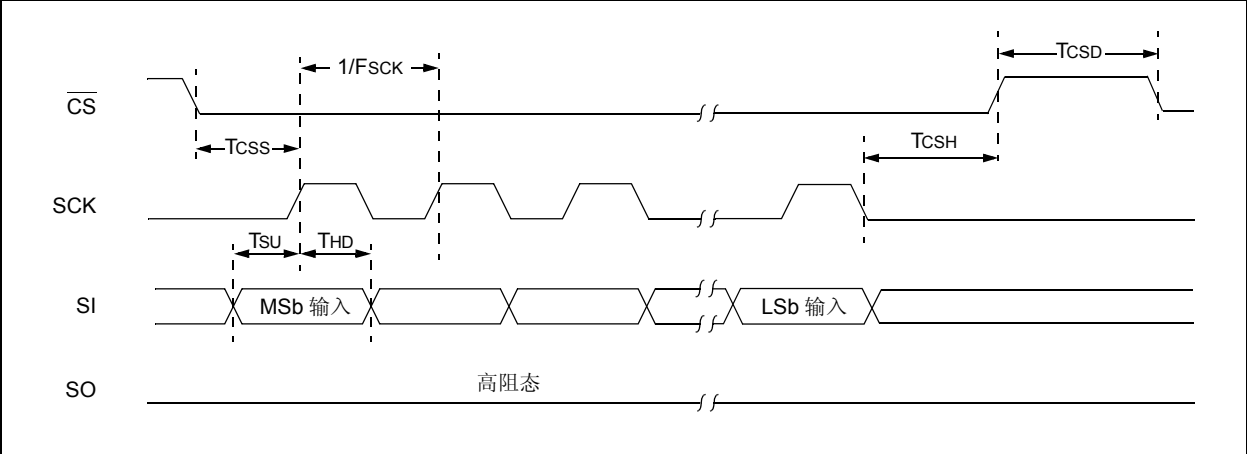 TCSD
1/FSCK
CS
TCSS
TCSH
SCK
TSU
THD
SI
MSb 输入
LSb 输入
高阻态
SO